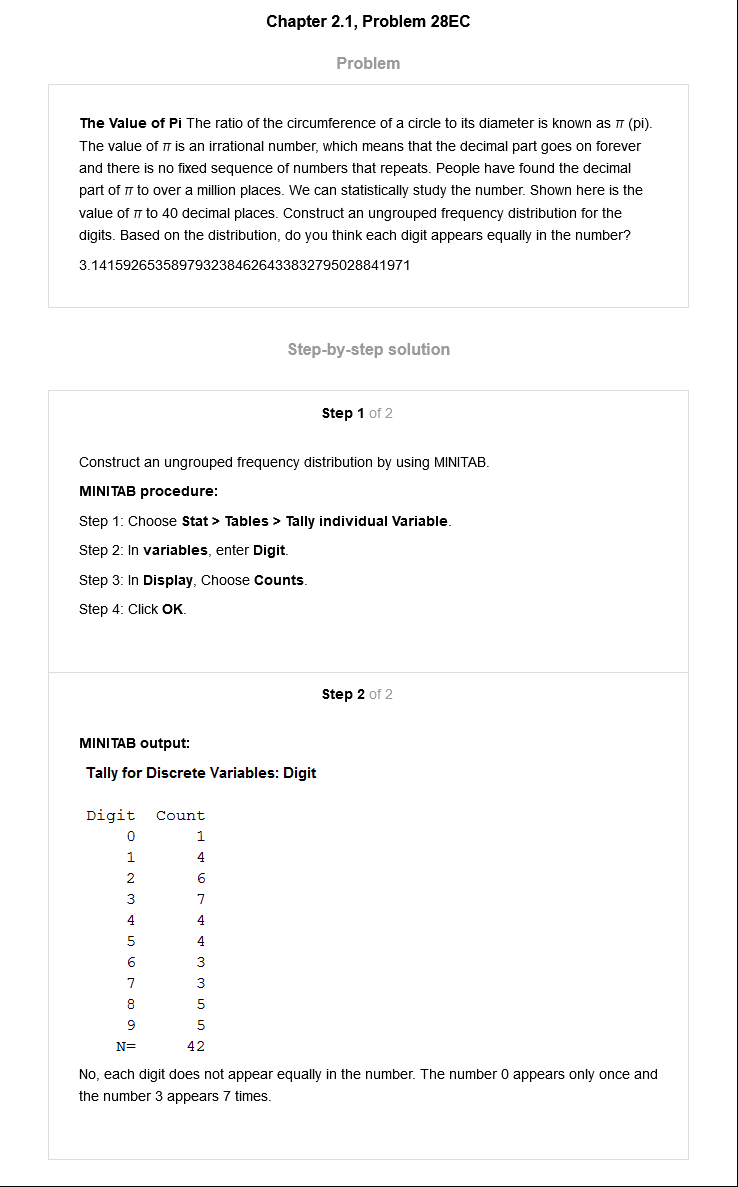 Chapter 2.1, Problem 28EC
Problem
The Value of Pi The ratio of the circumference of a circle to its diameter is known as π (pi).
The value of π is an irrational number, which means that the decimal part goes on forever
and there is no fixed sequence of numbers that repeats. People have found the decimal
part of π to over a million places. We can statistically study the number. Shown here is the
value of π to 40 decimal places. Construct an ungrouped frequency distribution for the
digits. Based on the distribution, do you think each digit appears equally in the number?
3.1415926535897932384626433832795028841971
Step-by-step solution
Step 1 of 2
Construct an ungrouped frequency distribution by using MINITAB.
MINITAB procedure:
Step 1: Choose Stat > Tables > Tally individual Variable.
Step 2: In variables, enter Digit.
Step 3: In Display, Choose Counts.
Step 4: Click OK.
Step 2 of 2
MINITAB output:
Tally for Discrete Variables: Digit
Digit Count
0 1
1 4
2 6
3 7
4 4
5 4
6 3
7 3
8 5
9 5
N= 42
No, each digit does not appear equally in the number. The number 0 appears only once and
the number 3 appears 7 times.